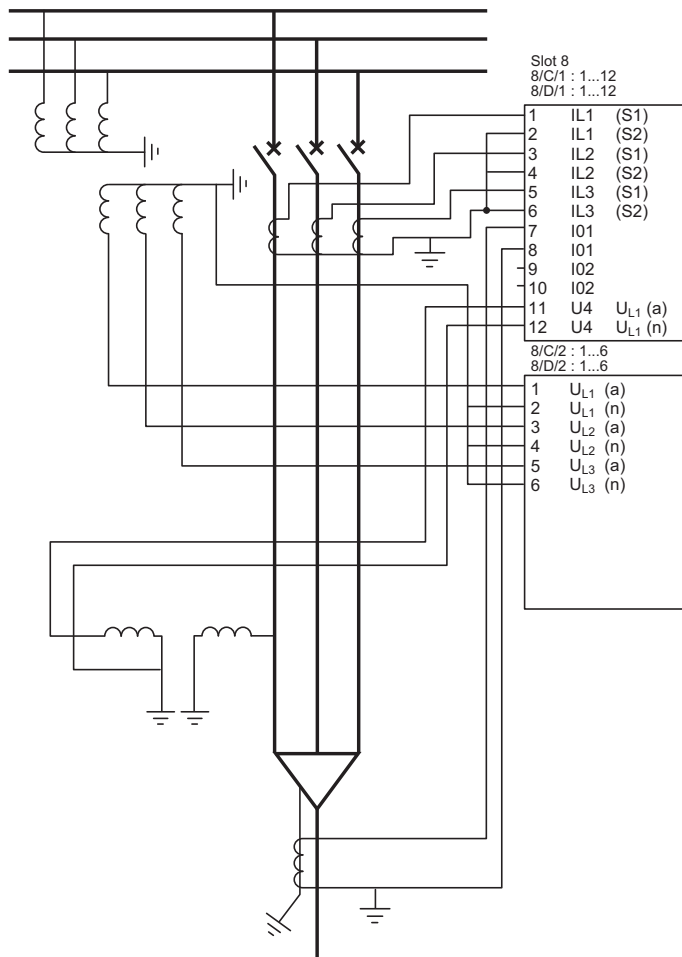 Slot 8
8/C/1 : 1...12
8/D/1 : 1...12
1 IL1 (S1)
2 IL1 (S2)
3 IL2 (S1)
4 IL2 (S2)
5 IL3 (S1)
6 IL3 (S2)
7 I01
8 I01
9 I02
10 I02
11 U4 UL1 (a)
12 U4 UL1 (n)
8/C/2 : 1...6
8/D/2 : 1...6
1 UL1 (a)
2 UL1 (n)
3 UL2 (a)
4 UL2 (n)
5 UL3 (a)
6 UL3 (n)